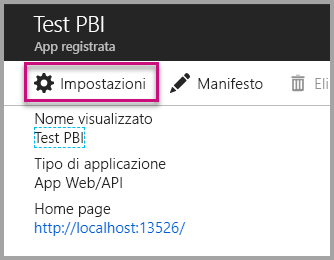 Test PBI
App registrata
Impostazioni
Manifesto
Eli
Nome visualizzato
Test PBI
Tipo di applicazione
App Web/API
Home page
http://localhost:13526/